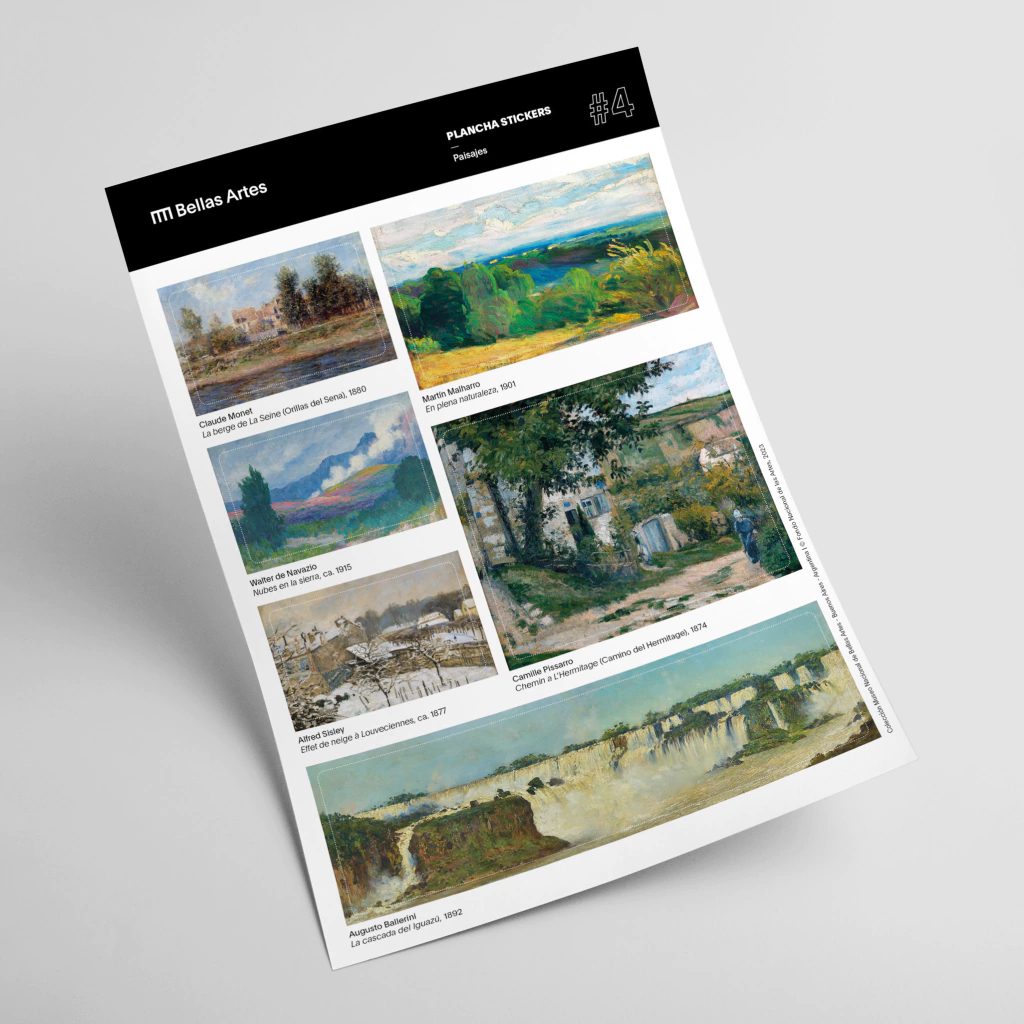 Bellas Artes
PLANCHA STICKERS
Paisajes
#4
Claude Monet
La berge de La Seine (Orillas del Sena), 1880
Martín Malharro
En plena naturaleza, 1901
Walter de Navazio
Nubes en la sierra, ca. 1915
Camille Pissarro
Chemin a L'Hermitage (Camino del Hermitage), 1874
Alfred Sisley
Effet de neige à Louveciennes, ca. 1877
Augusto Ballerini
La cascada del Iguazú, 1892
Colección Museo Nacional de Bellas Artes - Buenos Aires - Argentina | © Fondo Nacional de las Artes, 2023